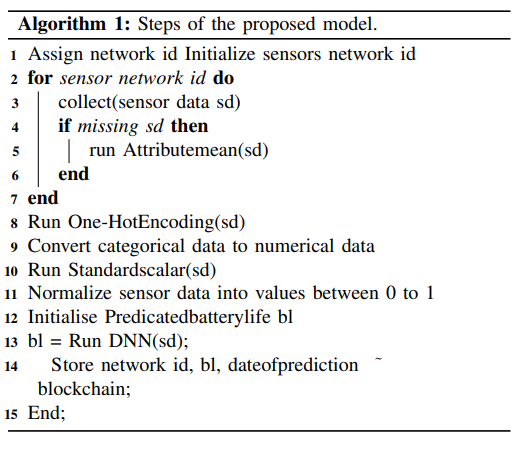 Algorithm 1: Steps of the proposed model.
1 Assign network id Initialize sensors network id
2 for sensor network id do
3 collect(sensor data sd)
4 if missing sd then
5 run Attributemean(sd)
6 end
7 end
8 Run One-HotEncoding(sd)
9 Convert categorical data to numerical data
10 Run Standardscalar(sd)
11 Normalize sensor data into values between 0 to 1
12 Initialise Predicatedbatterylife bl
13 bl = Run DNN(sd);
14 Store network id, bl, dateofprediction ˜
blockchain;
15 End;